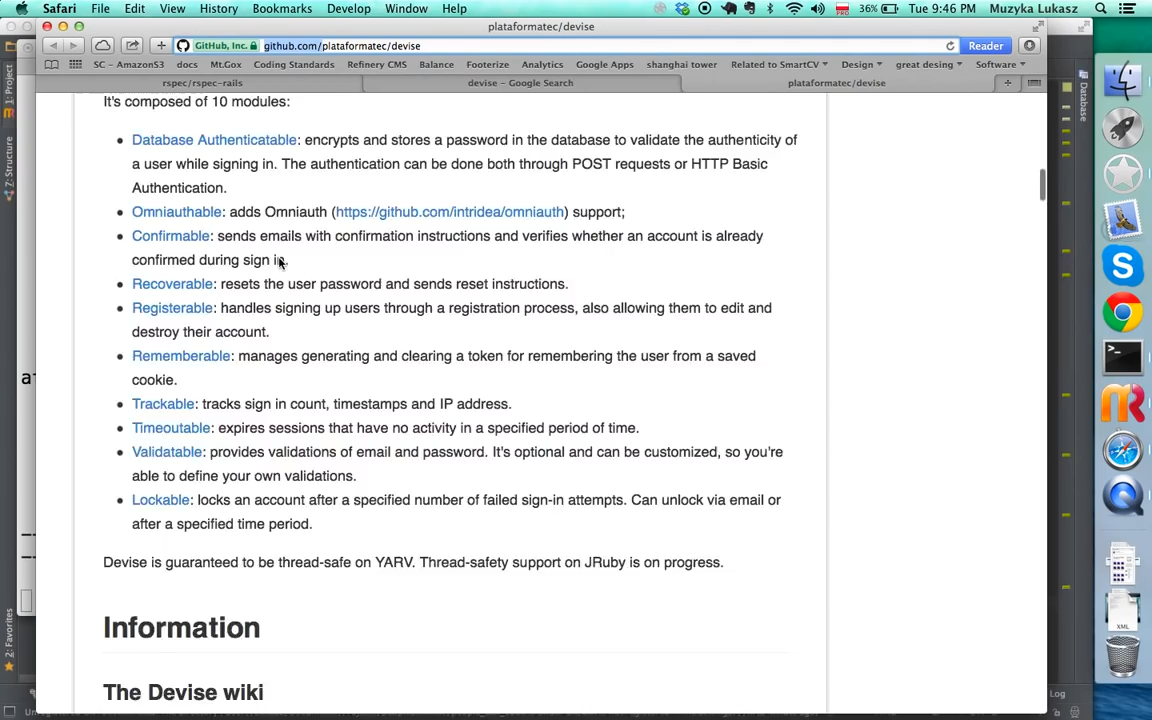 Safari File Edit View History Bookmarks Develop Window Help 36% Tue 9:46 PM Muzyka Lukasz
plataformatec/devise
GitHub, Inc. github.com/plataformatec/devise Reader
SC – AmazonS3 docs Mt.Gox Coding Standards Refinery CMS Balance Footerize Analytics Google Apps shanghai tower Related to SmartCV Design great desing Software
rspec/rspec-rails devise – Google Search plataformatec/devise
1: Project
Database
It's composed of 10 modules:
Database Authenticatable: encrypts and stores a password in the database to validate the authenticity of
a user while signing in. The authentication can be done both through POST requests or HTTP Basic
Authentication.
Z: Structure
Omniauthable: adds Omniauth (https://github.com/intridea/omniauth) support;
Confirmable: sends emails with confirmation instructions and verifies whether an account is already
confirmed during sign in.
Recoverable: resets the user password and sends reset instructions.
Registerable: handles signing up users through a registration process, also allowing them to edit and
destroy their account.
Rememberable: manages generating and clearing a token for remembering the user from a saved
cookie.
Trackable: tracks sign in count, timestamps and IP address.
Timeoutable: expires sessions that have no activity in a specified period of time.
Validatable: provides validations of email and password. It's optional and can be customized, so you're
able to define your own validations.
Lockable: locks an account after a specified number of failed sign-in attempts. Can unlock via email or
after a specified time period.
Devise is guaranteed to be thread-safe on YARV. Thread-safety support on JRuby is on progress.
Information
2: Favorites
XML
The Devise wiki
Log